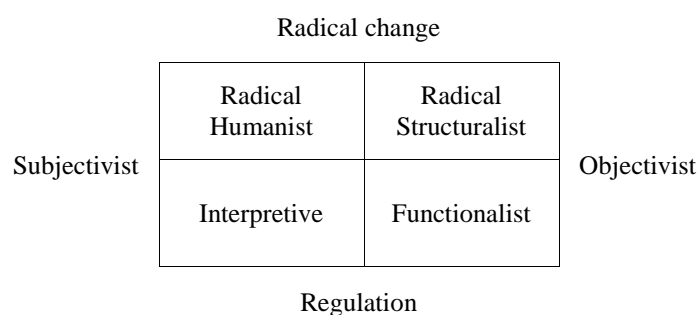 Radical change
Radical
Humanist
Radical
Structuralist
Subjectivist
Objectivist
Interpretive
Functionalist
Regulation